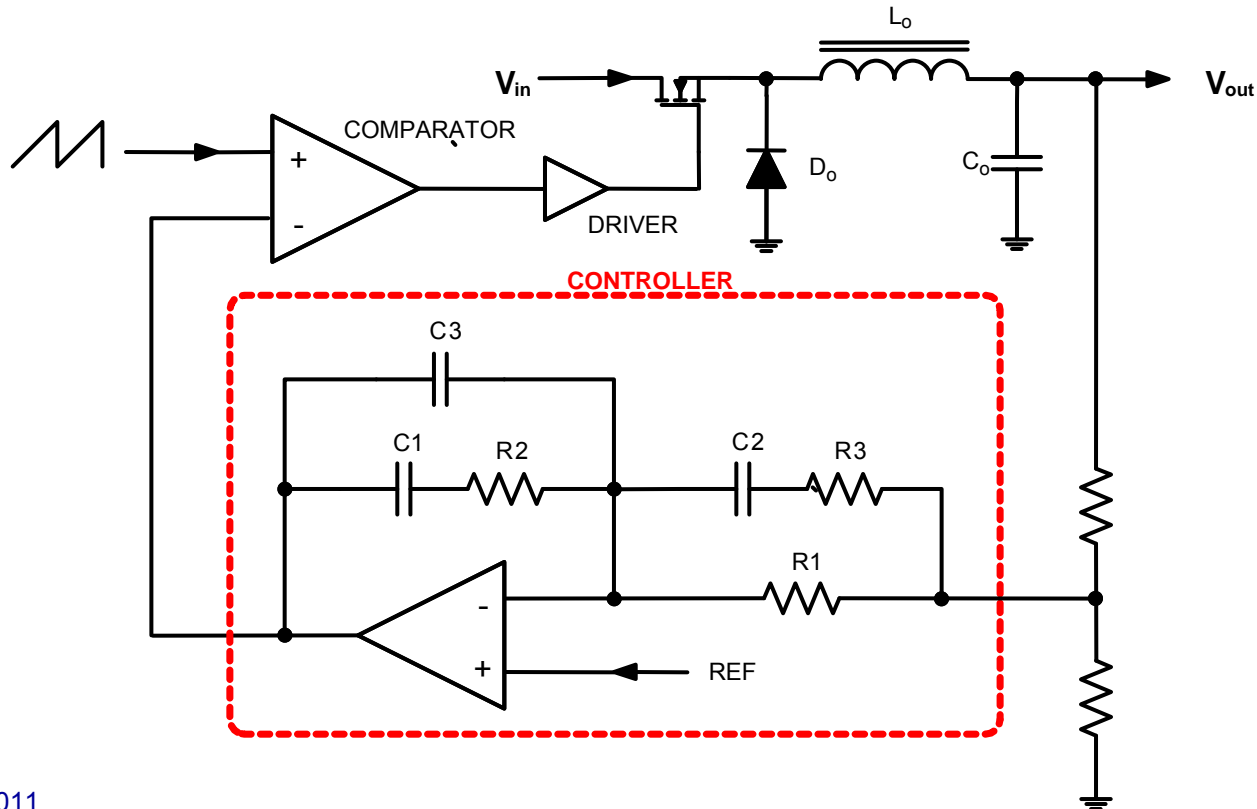 Lo
Vin
Vout
COMPARATOR
+
-
Do
Co
DRIVER
CONTROLLER
C3
C1
R2
C2
R3
R1
-
+
REF
011